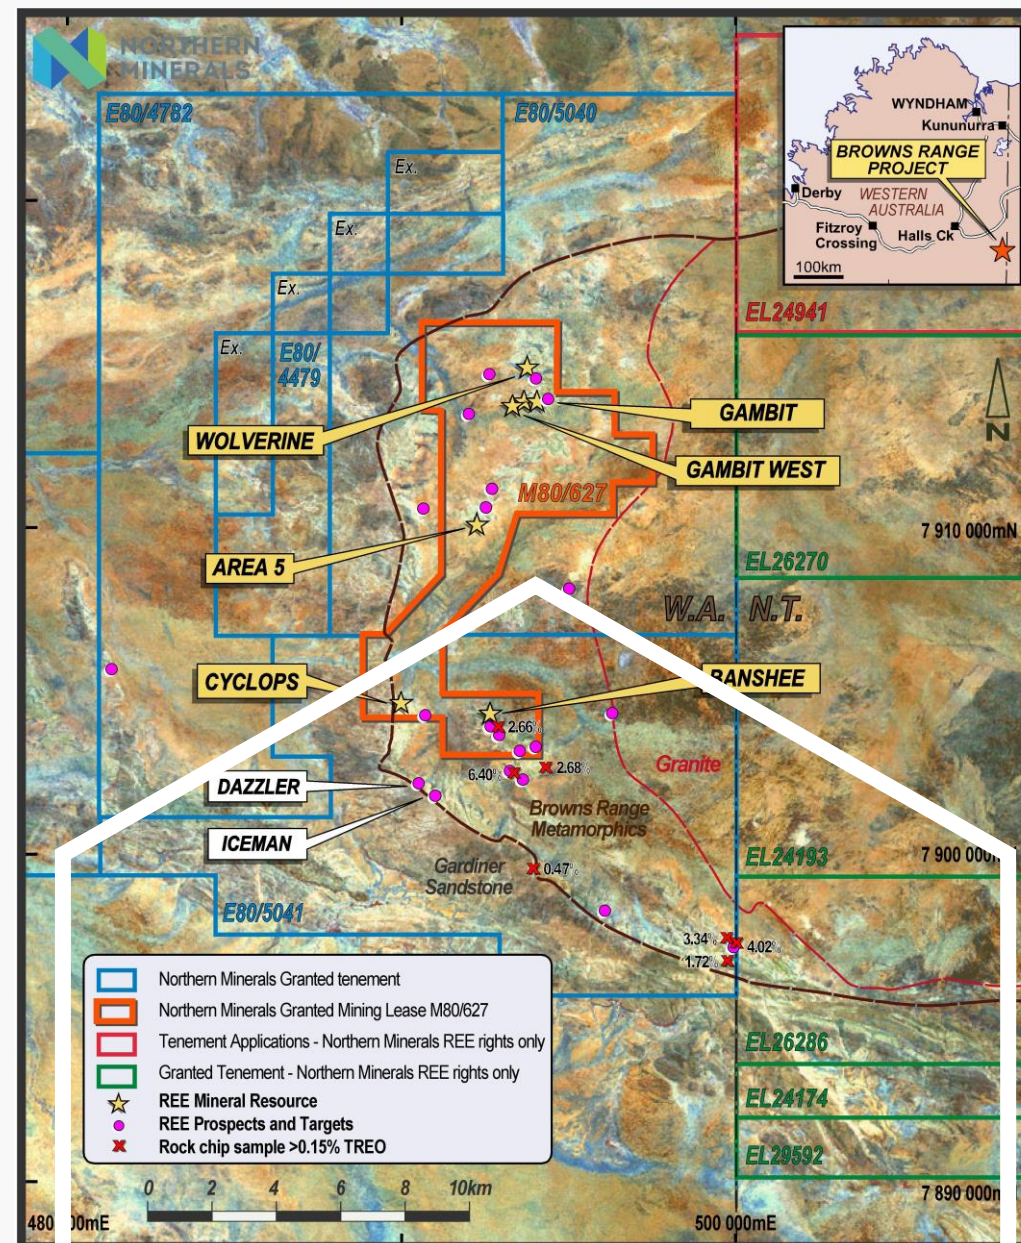 NORTHERN
MINERALS
E80/4782
E80/5040
Ex.
Ex.
Ex.
Ex.
E80/
4479
WYNDHAM
Kununurra
BROWNS RANGE
PROJECT
Derby
WESTERN
AUSTRALIA
Fitzroy
Crossing
Halls Ck
100km
EL24941
N
WOLVERINE
GAMBIT
GAMBIT WEST
M80/627
AREA 5
7 910 000mN
EL26270
W.A.
N.T.
CYCLOPS
BANSHEE
2.66%
6.40%
2.68%
Granite
DAZZLER
ICEMAN
Browns Range
Metamorphics
Gardiner
Sandstone
0.47%
EL24193
7 900 000mN
E80/5041
3.34%
4.02%
1.72%
Northern Minerals Granted tenement
Northern Minerals Granted Mining Lease M80/627
Tenement Applications - Northern Minerals REE rights only
Granted Tenement - Northern Minerals REE rights only
REE Mineral Resource
REE Prospects and Targets
Rock chip sample >0.15% TREO
EL26286
EL24174
EL29592
0 2 4 6 8 10km
7 890 000mN
500 000mE